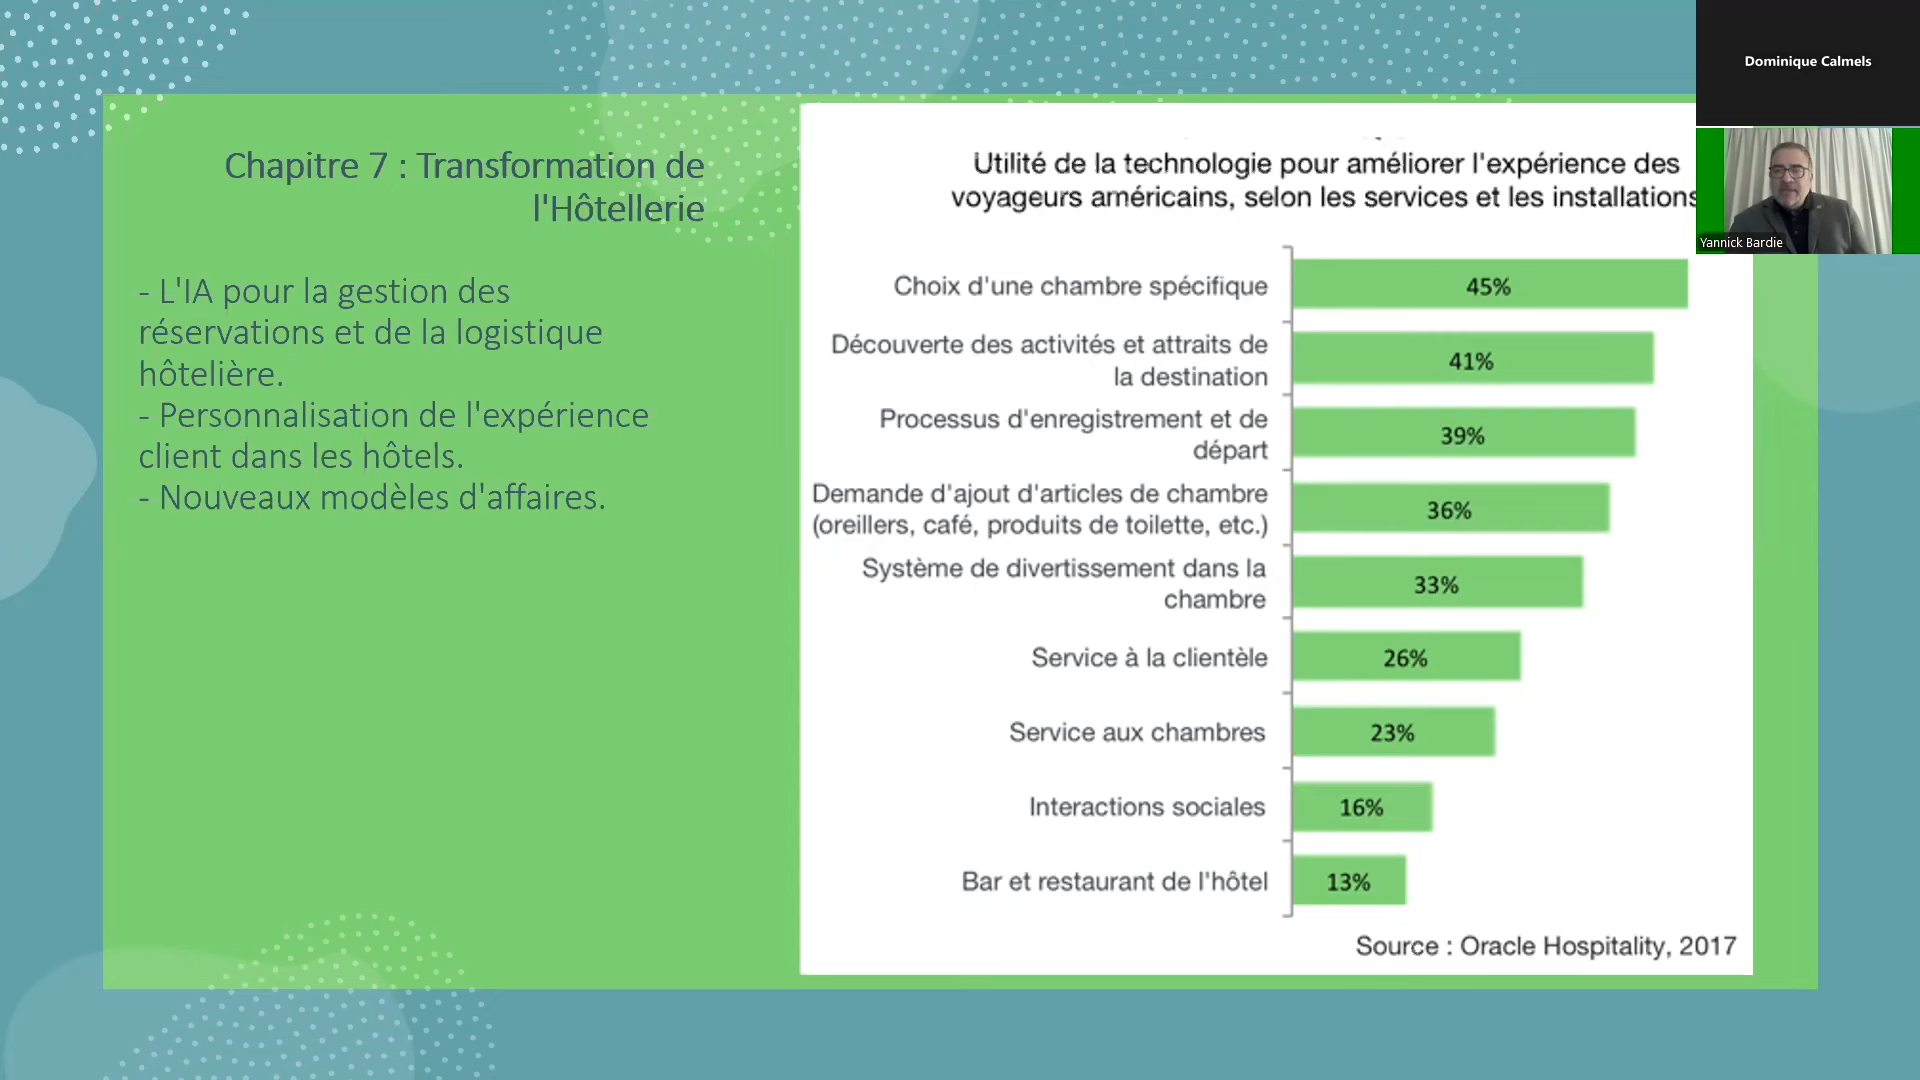 Chapitre 7 : Transformation de
l'Hôtellerie
- L'IA pour la gestion des
réservations et de la logistique
hôtelière.
- Personnalisation de l'expérience
client dans les hôtels.
- Nouveaux modèles d'affaires.
Utilité de la technologie pour améliorer l'expérience des
voyageurs américains, selon les services et les installations
Choix d'une chambre spécifique
45%
Découverte des activités et attraits de
la destination
41%
Processus d'enregistrement et de
départ
39%
Demande d'ajout d'articles de chambre
(oreillers, café, produits de toilette, etc.)
36%
Système de divertissement dans la
chambre
33%
Service à la clientèle
26%
Service aux chambres
23%
Interactions sociales
16%
Bar et restaurant de l'hôtel
13%
Source : Oracle Hospitality, 2017
Dominique Calmels
Yannick Bardie